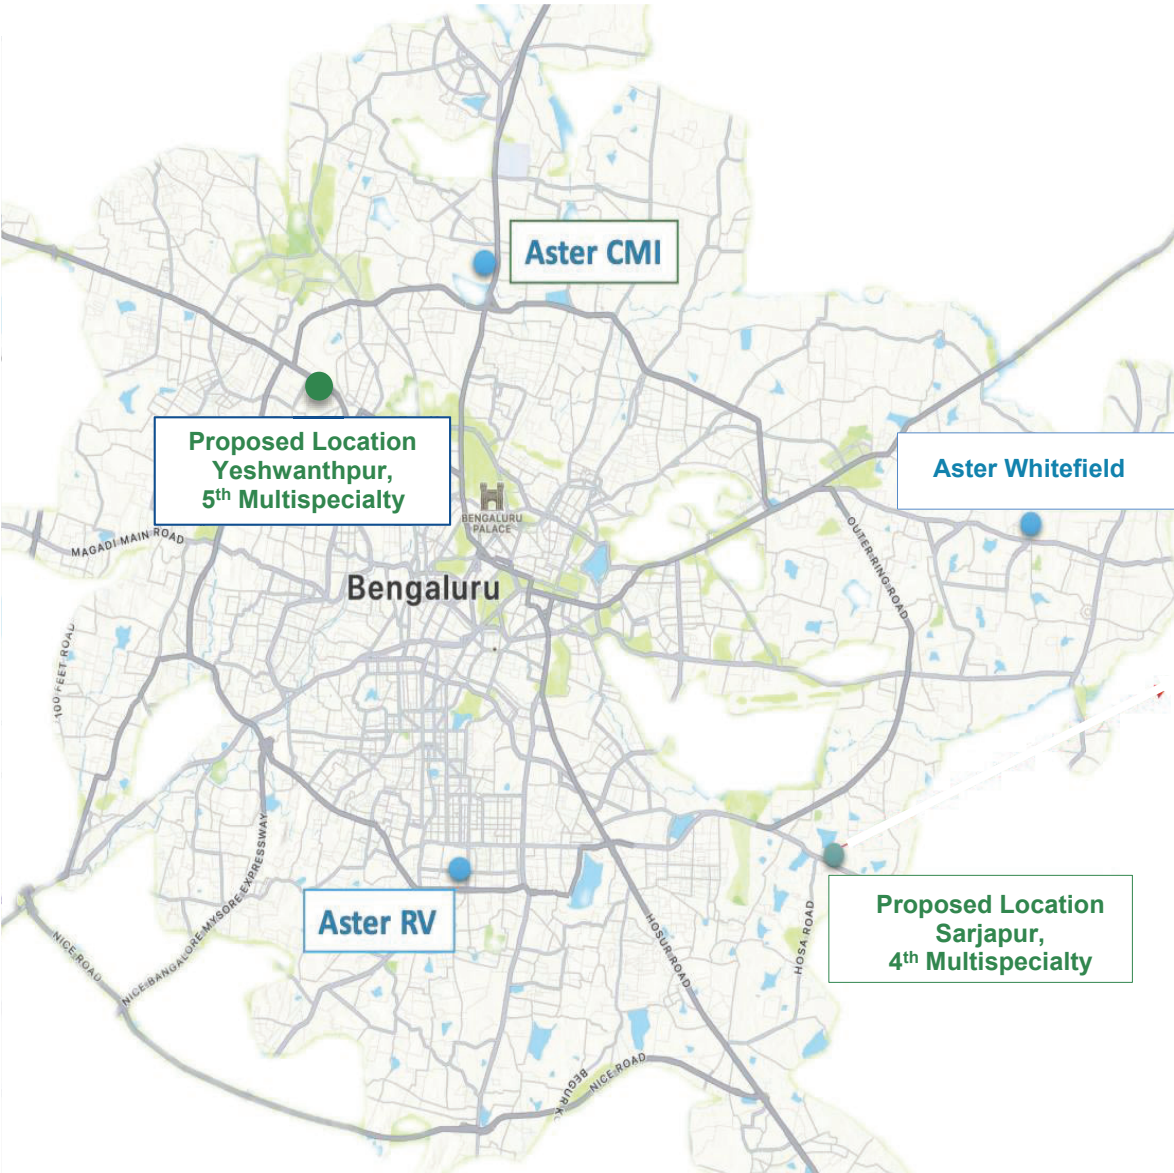 Aster CMI
Proposed Location
Yeshwanthpur,
5th Multispecialty
Aster Whitefield
BENGALURU
PALACE
MAGADI MAIN ROAD
OUTER RING ROAD
Bengaluru
100 FEET ROAD
NICE BANGALORE-MYSORE EXPRESSWAY
Aster RV
Proposed Location
Sarjapur,
4th Multispecialty
HOSA ROAD
HOSUR ROAD
NICE ROAD
NICE ROAD
BEGUR K